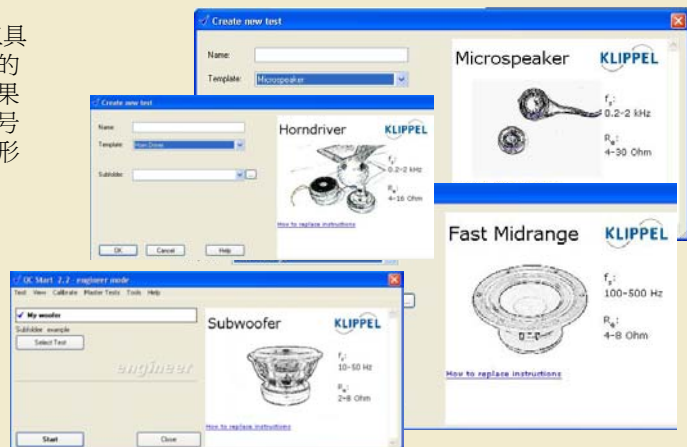 具
的
果
号
形
Create new test
Name:
Template: Microspeaker
Microspeaker KLIPPEL
fs:
0.2-2 kHz
Re:
4-30 Ohm
Create new test
Name:
Template: Horn Driver
Subfolder:
OK Cancel Help
Horndriver KLIPPEL
fs:
0.2-2 kHz
Re:
4-16 Ohm
How to replace instructions
Fast Midrange KLIPPEL
fs:
100-500 Hz
Re:
4-8 Ohm
How to replace instructions
QC Start 2.2 - engineer mode
Test View Calibrate Master Tests Tools Help
My woofer
Subfolder: example
Select Test
engineer
Start Close
Subwoofer KLIPPEL
fs:
10-50 Hz
Re:
2-8 Ohm
How to replace instructions